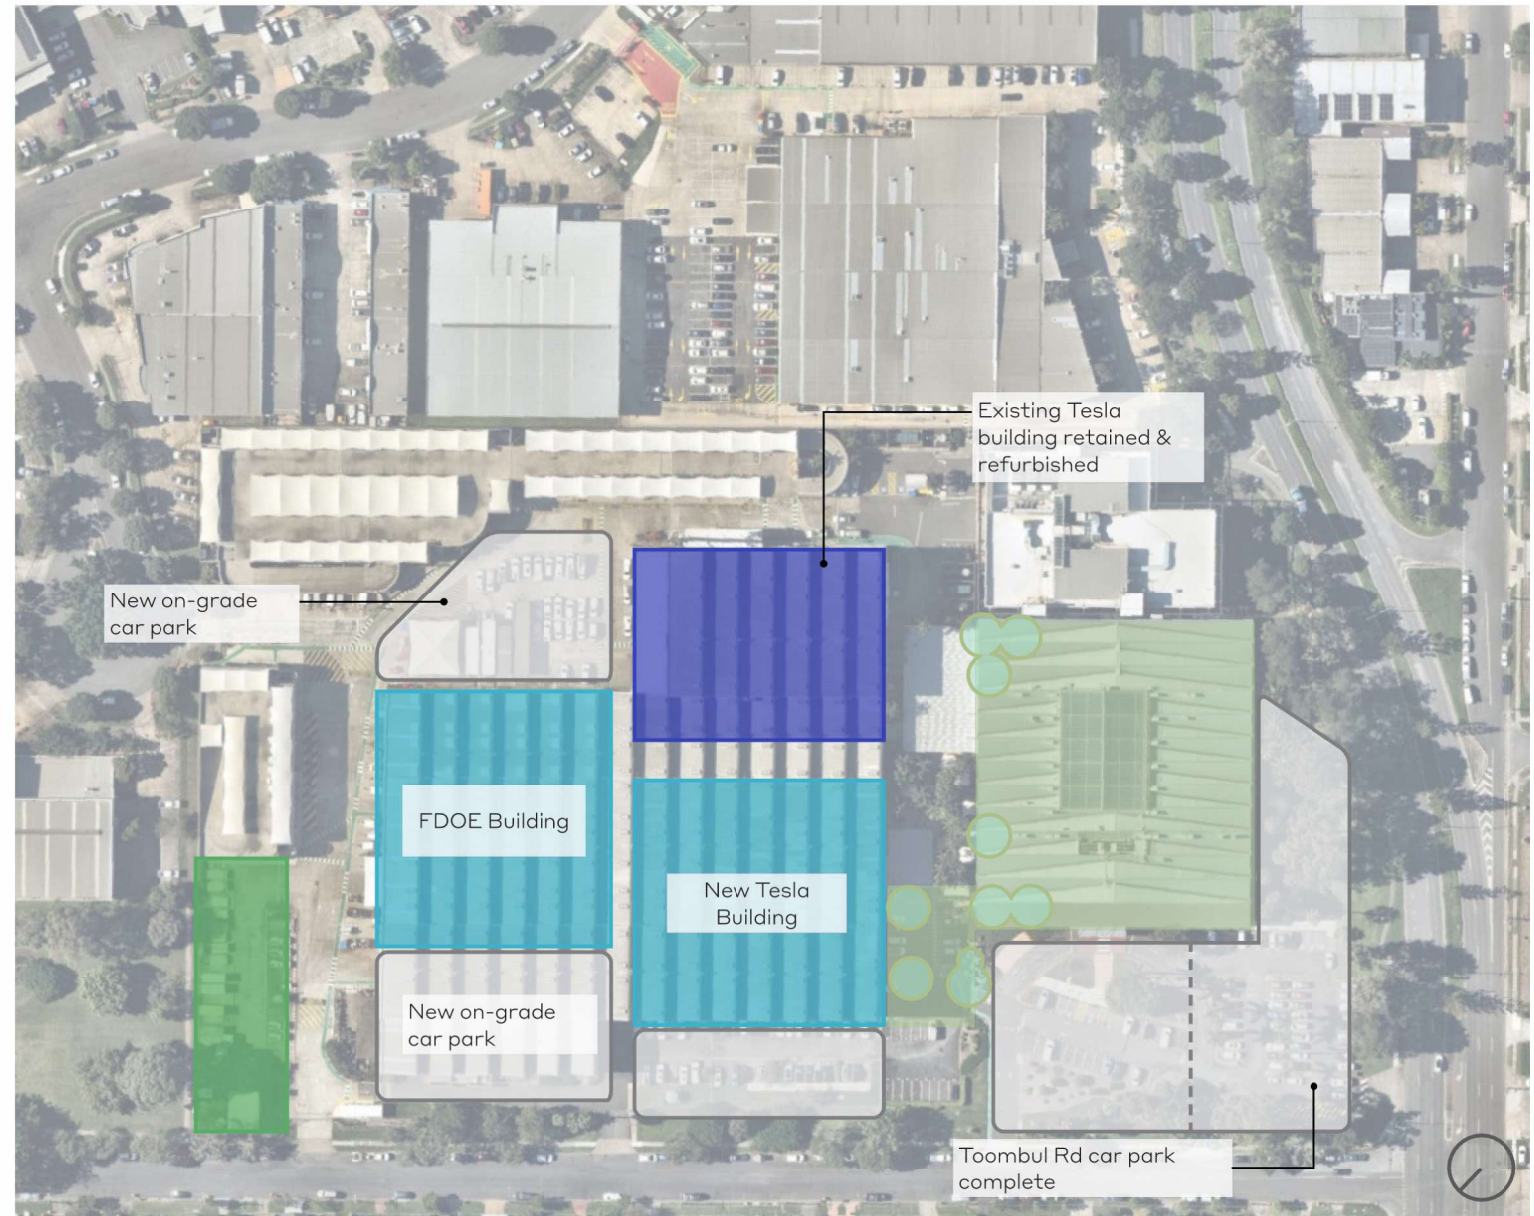 Existing Tesla
building retained &
refurbished
New on-grade
car park
FDOE Building
New Tesla
Building
New on-grade
car park
Toombul Rd car park
complete